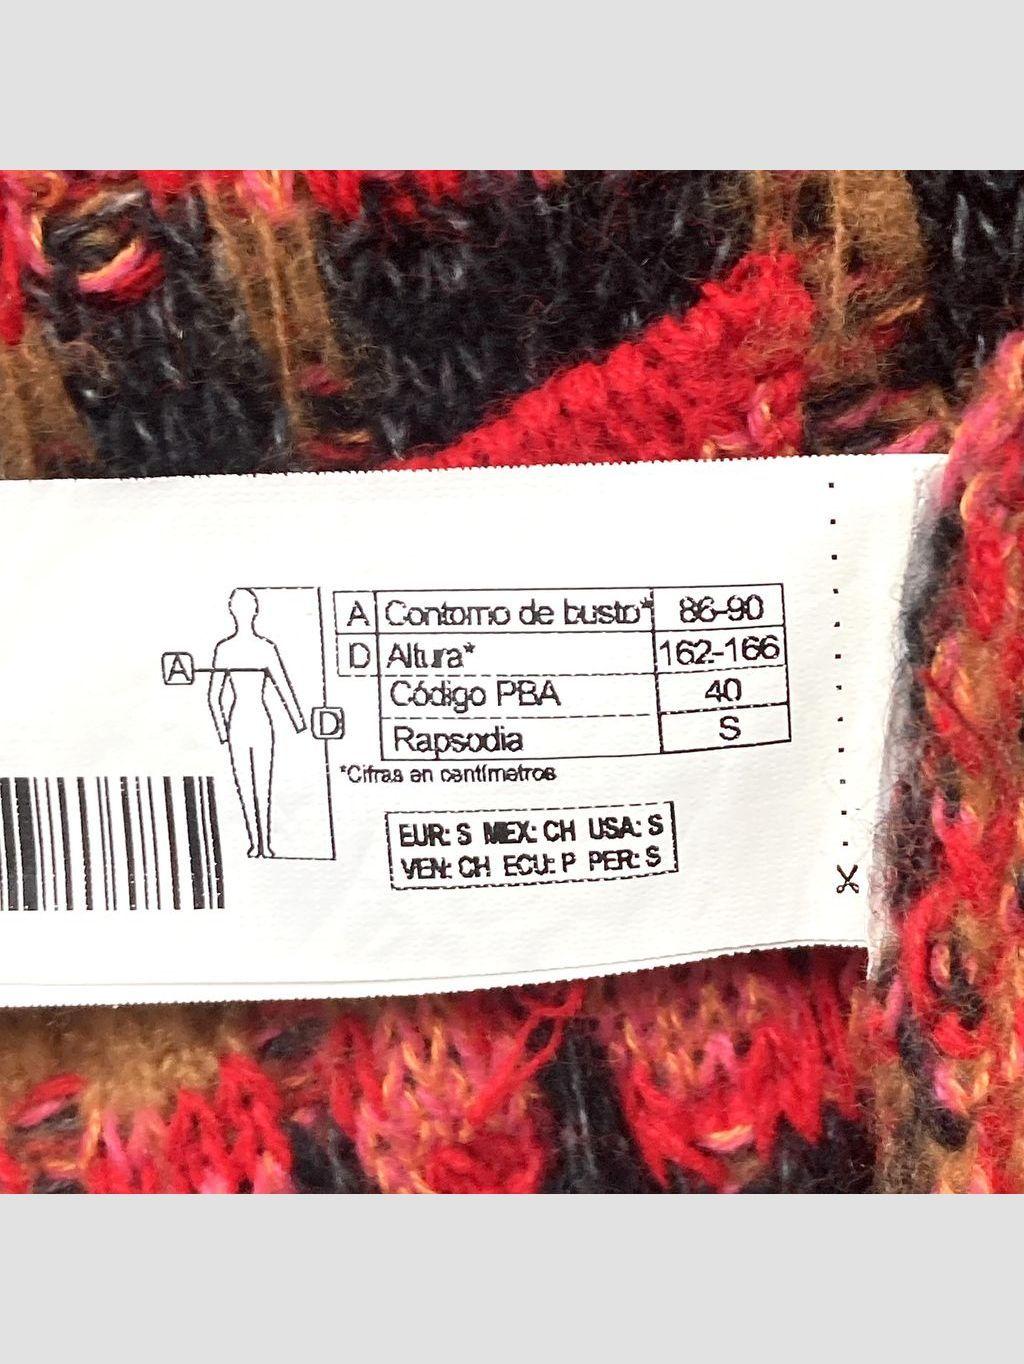 A Contorno de busto* 86-90
D Altura* 162-166
Código PBA 40
Rapsodia S
*Cifras en centímetros
A
D
EUR: S MEX: CH USA: S
VEN: CH ECU: P PER: S